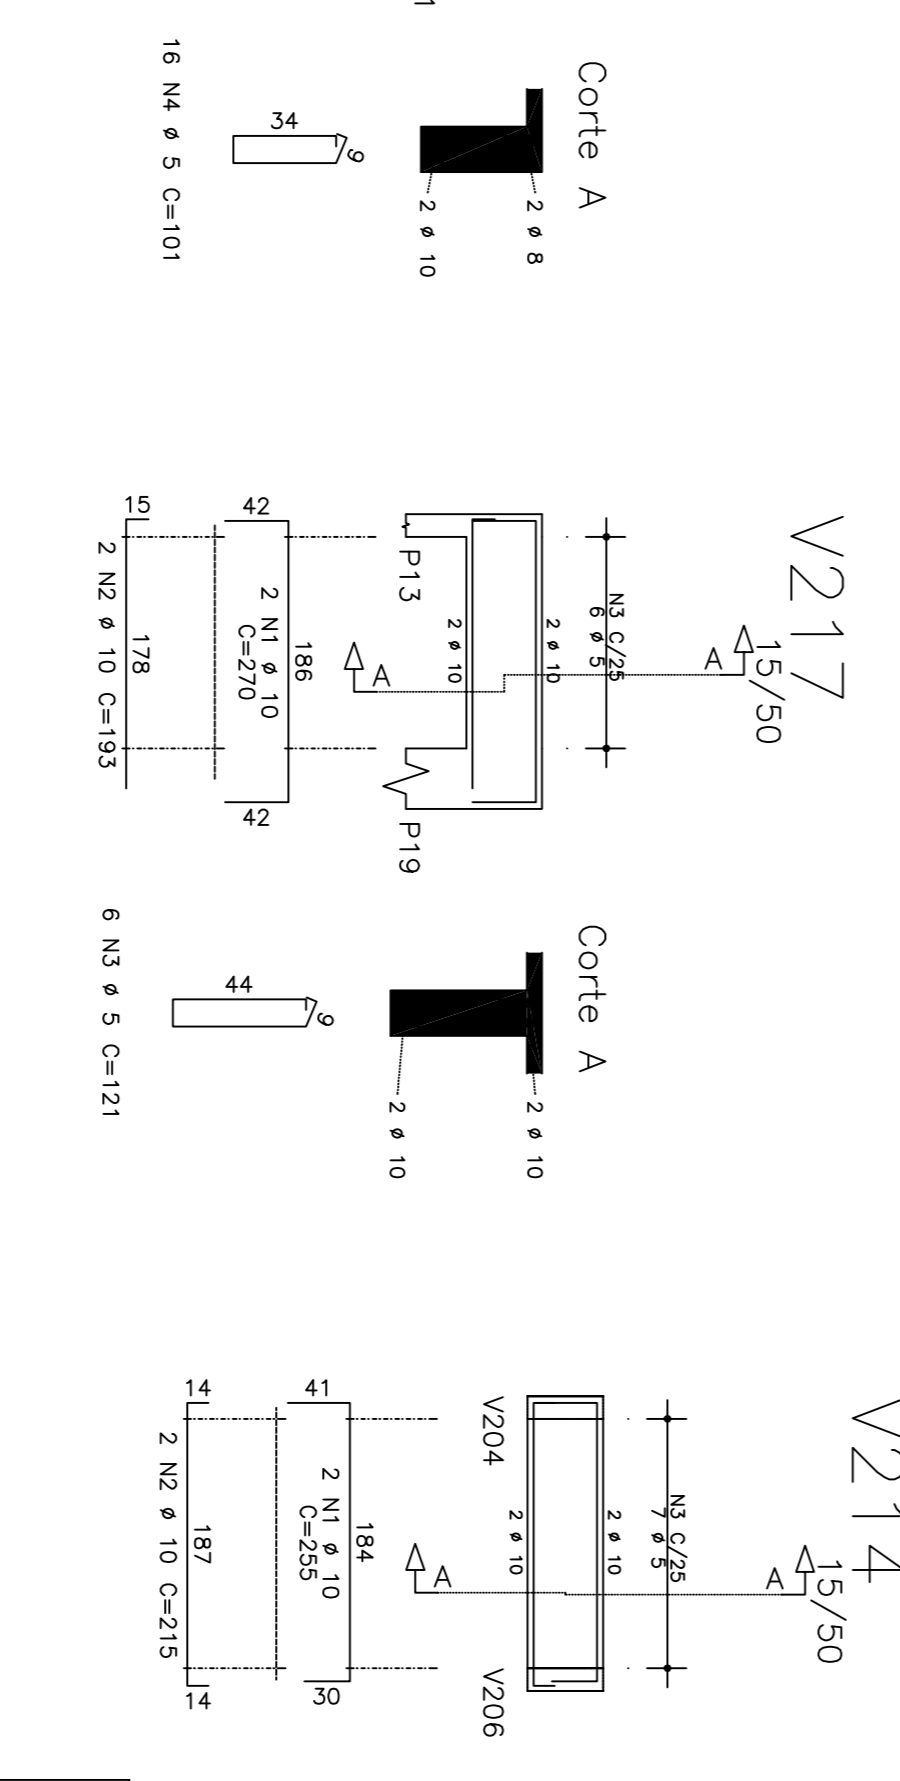 Corte A
2 ø 8
2 ø 10
34
9
16 N4 ø 5 C=101
V217
15/50
A
N3 C/25
6 ø 5
2 ø 10
2 ø 10
A
P13
P19
186
2 N1 ø 10
C=270
42
42
15
178
2 N2 ø 10 C=193
Corte A
2 ø 10
2 ø 10
44
9
6 N3 ø 5 C=121
V214
15/50
A
N3 C/25
7 ø 5
2 ø 10
2 ø 10
A
V204
V206
184
2 N1 ø 10
C=255
41
30
14
187
14
2 N2 ø 10 C=215